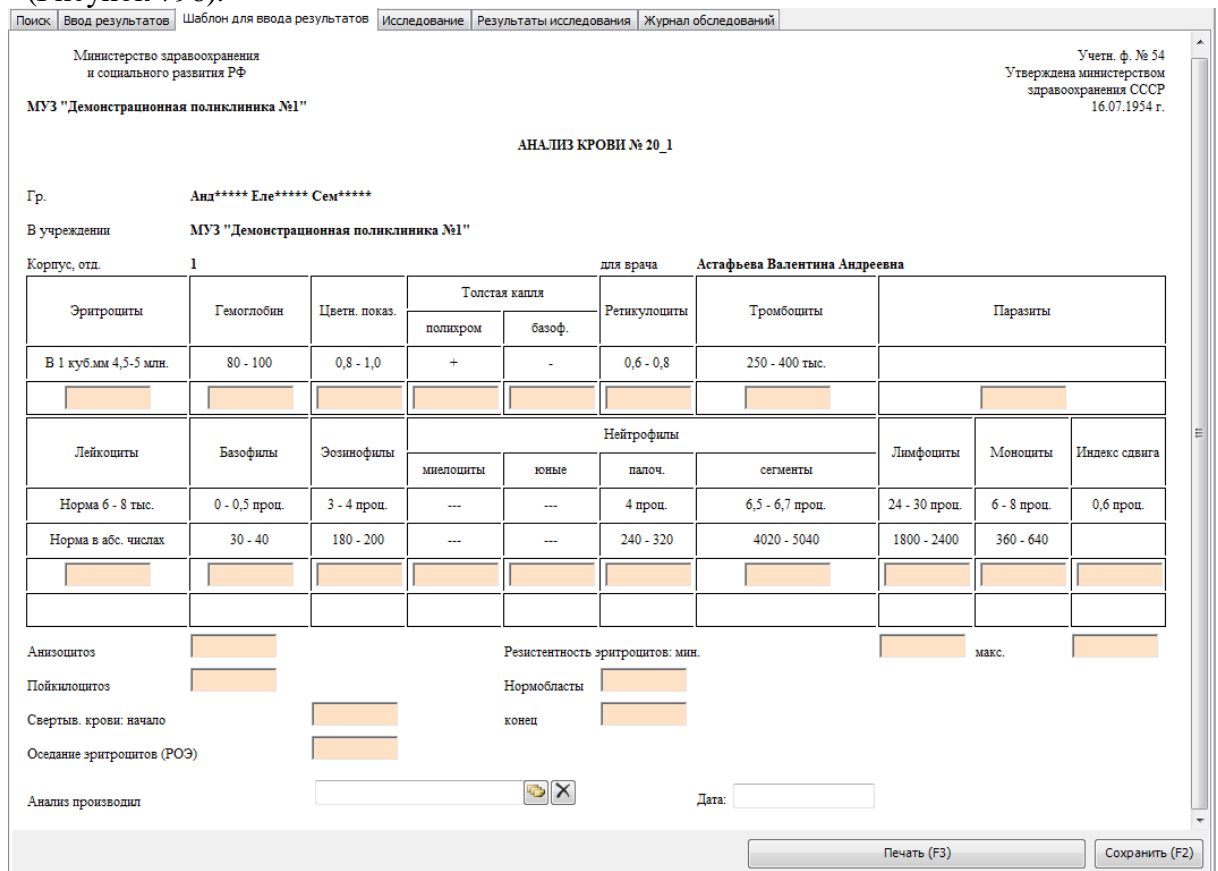 Поиск Ввод результатов Шаблон для ввода результатов Исследование Результаты исследования Журнал обследований
Министерство здравоохранения
и социального развития РФ
Учетн. ф. № 54
Утверждена министерством
здравоохранения СССР
16.07.1954 г.
МУЗ "Демонстрационная поликлиника №1"
АНАЛИЗ КРОВИ № 20_1
Гр. Анд***** Еле***** Сем*****
В учреждении МУЗ "Демонстрационная поликлиника №1"
Корпус, отд. 1 для врача Астафьева Валентина Андреевна
Эритроциты Гемоглобин Цветн. показ. Толстая капля Ретикулоциты Тромбоциты Паразиты
полихром базоф.
В 1 куб.мм 4,5-5 млн. 80 - 100 0,8 - 1,0 + - 0,6 - 0,8 250 - 400 тыс.
Лейкоциты Базофилы Эозинофилы Нейтрофилы Лимфоциты Моноциты Индекс сдвига
миелоциты юные палоч. сегменты
Норма 6 - 8 тыс. 0 - 0,5 проц. 3 - 4 проц. --- --- 4 проц. 6,5 - 6,7 проц. 24 - 30 проц. 6 - 8 проц. 0,6 проц.
Норма в абс. числах 30 - 40 180 - 200 --- --- 240 - 320 4020 - 5040 1800 - 2400 360 - 640
Анизоцитоз Резистентность эритроцитов: мин. макс.
Пойкилоцитоз Нормобласты
Свертыв. крови: начало конец
Оседание эритроцитов (РОЭ)
Анализ производил Дата:
Печать (F3) Сохранить (F2)